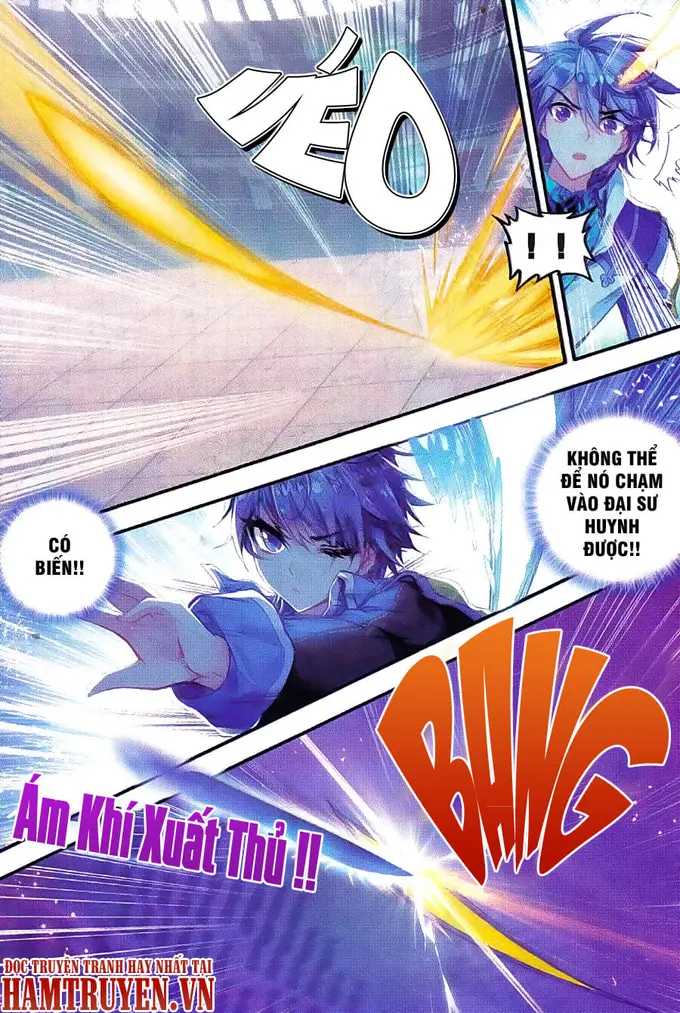 VÉO
! !
KHÔNG THỂ
ĐỂ NÓ CHẠM
VÀO ĐẠI SƯ
HUYNH
ĐƯỢC!!
CÓ
BIẾN!!
BANG
Ám Khí Xuất Thủ !!
ĐỌC TRUYỆN TRANH HAY NHẤT TẠI
HAMTRUYEN.VN